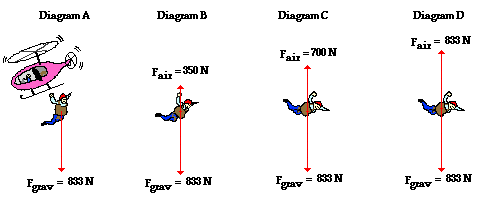 Diagram A
Diagram B
Diagram C
Diagram D
Fair = 833 N
Fair = 700 N
Fair = 350 N
Fgrav = 833 N
Fgrav = 833 N
Fgrav = 833 N
Fgrav = 833 N